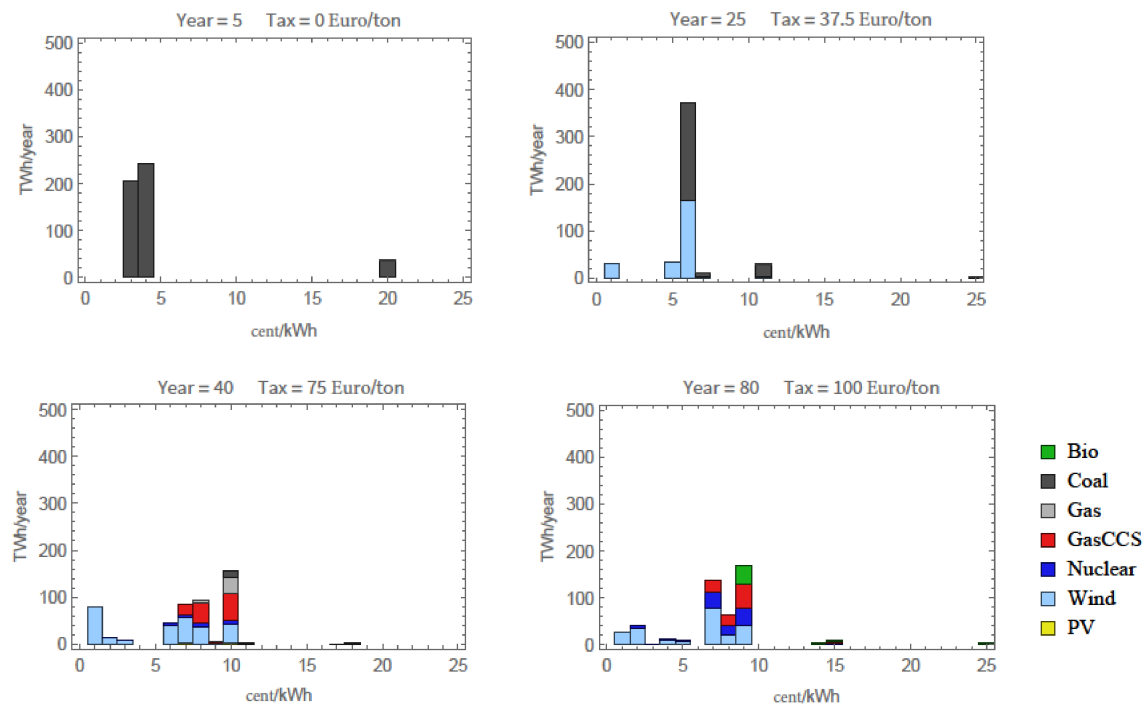 Year = 5 Tax = 0 Euro/ton
500
400
300
200
100
0
TWh/year
0 5 10 15 20 25
cent/kWh
Year = 25 Tax = 37.5 Euro/ton
500
400
300
200
100
0
TWh/year
0 5 10 15 20 25
cent/kWh
Year = 40 Tax = 75 Euro/ton
500
400
300
200
100
0
TWh/year
0 5 10 15 20 25
cent/kWh
Year = 80 Tax = 100 Euro/ton
500
400
300
200
100
0
TWh/year
0 5 10 15 20 25
cent/kWh
Bio
Coal
Gas
GasCCS
Nuclear
Wind
PV